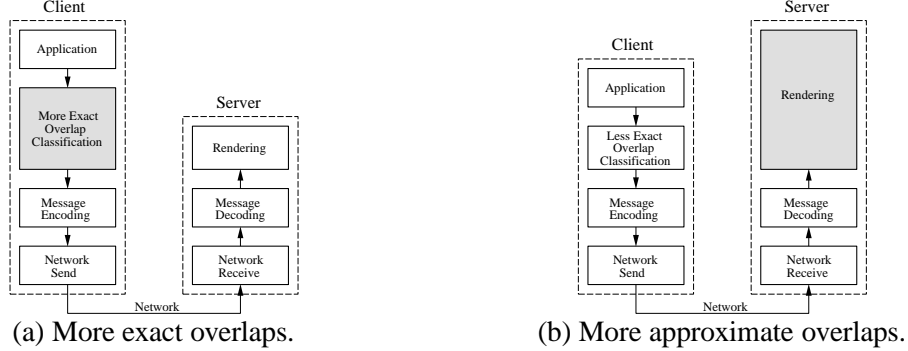 Client
Application
More Exact
Overlap
Classification
Message
Encoding
Network
Send
Server
Rendering
Message
Decoding
Network
Receive
Network
(a) More exact overlaps.
Client
Application
Less Exact
Overlap
Classification
Message
Encoding
Network
Send
Server
Rendering
Message
Decoding
Network
Receive
Network
(b) More approximate overlaps.